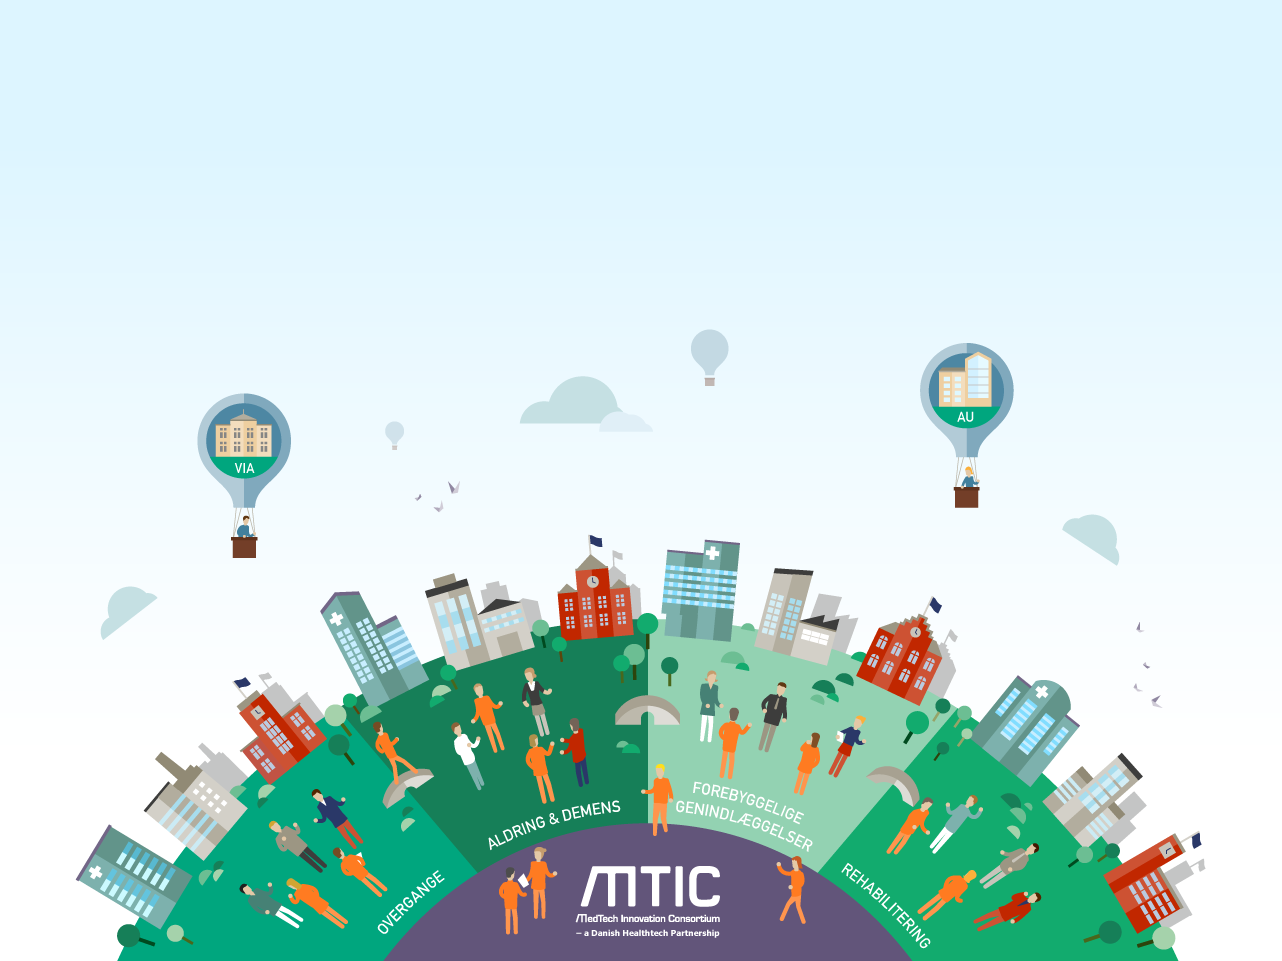 VIA
AU
OVERGANGE
ALDRING & DEMENS
FOREBYGGELIGE
GENINDLÆGGELSER
REHABILITERING
MTIC
MedTech Innovation Consortium
– a Danish Healthtech Partnership